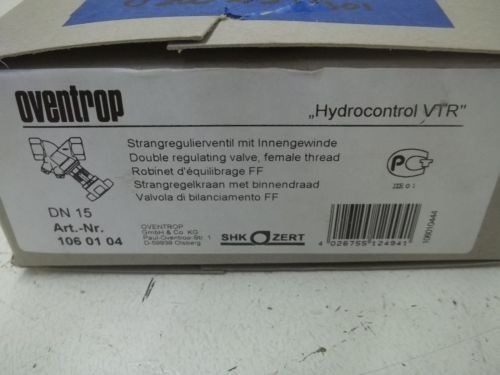 oventrop
„Hydrocontrol VTR"
Strangregulierventil mit Innengewinde
Double regulating valve, female thread
Robinet d'équilibrage FF
Strangregelkraan met binnendraad
Valvola di bilanciamento FF
DN 15
Art.-Nr.
106 01 04
OVENTROP
GmbH & Co. KG
Paul-Oventrop-Str. 1
D-59939 Olsberg
SHK ZERT
4 026755 124941
106010444